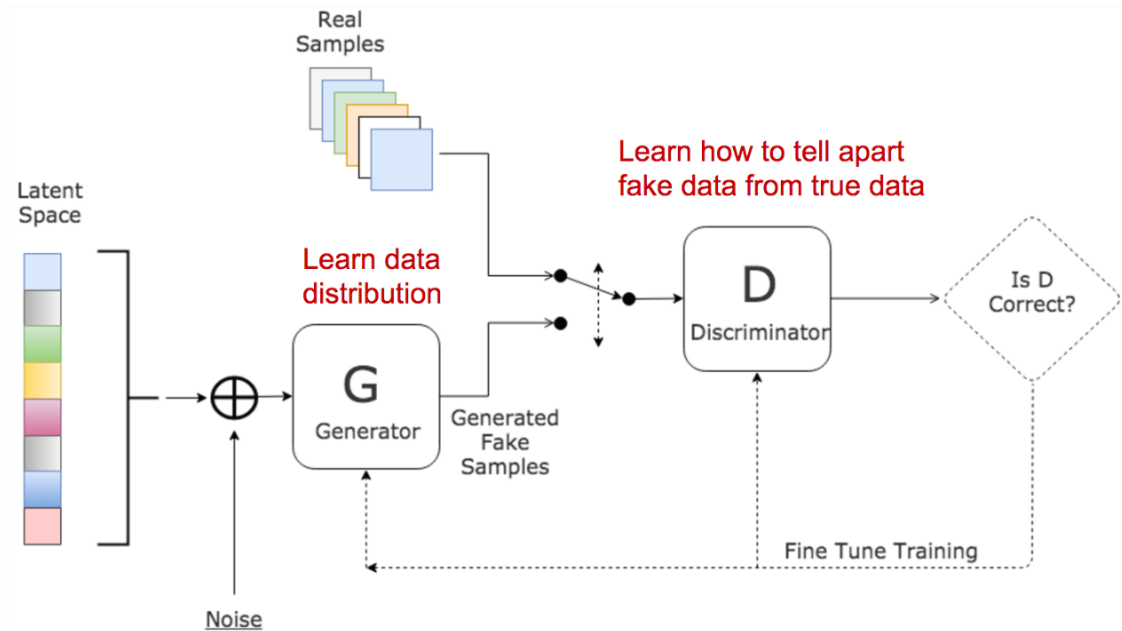 Real
Samples
Learn how to tell apart
fake data from true data
Latent
Space
Learn data
distribution
Is D
Correct?
D
Discriminator
G
Generator
Generated
Fake
Samples
Fine Tune Training
Noise